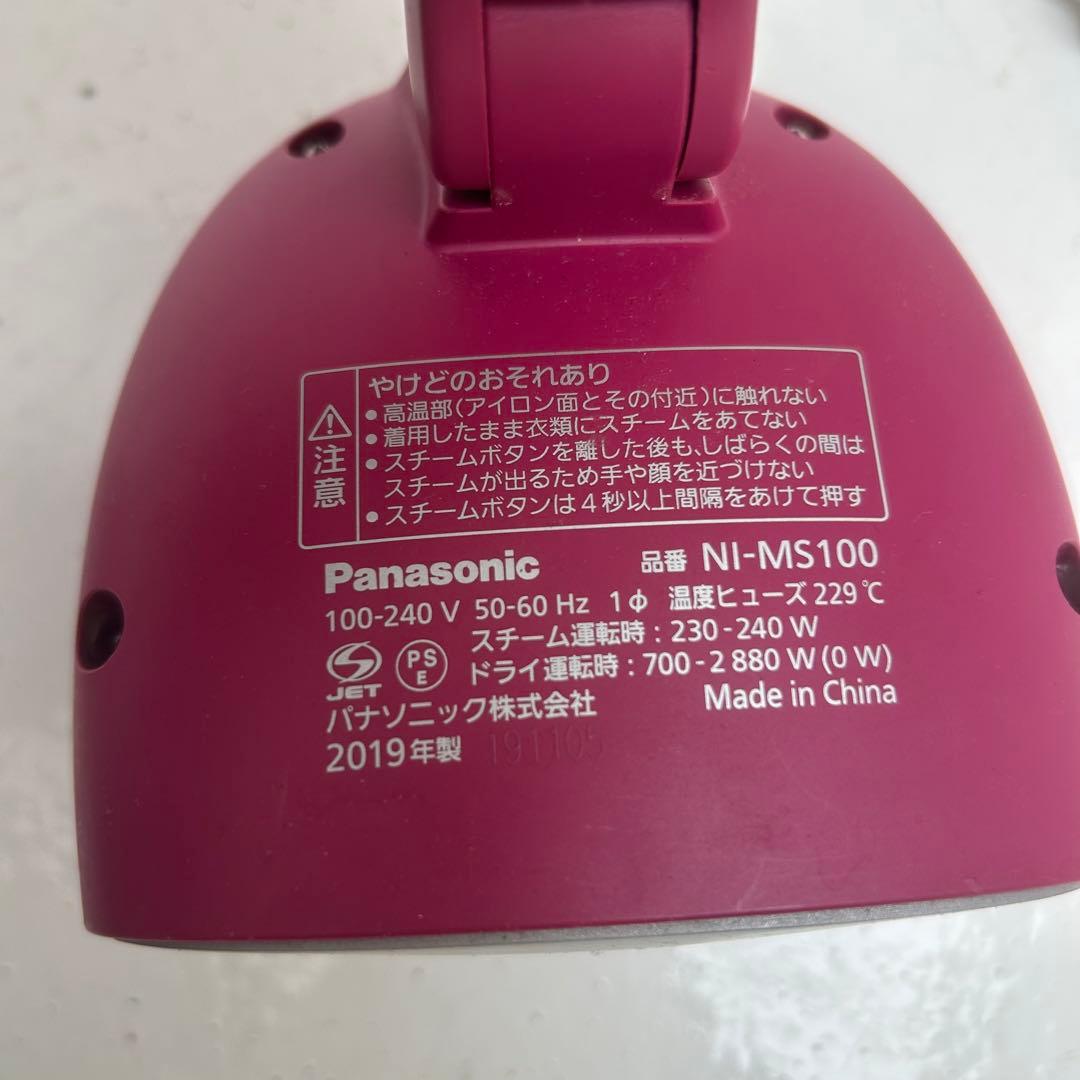 注意
やけどのおそれあり
●高温部(アイロン面とその付近)に触れない
●着用したまま衣類にスチームをあてない
●スチームボタンを離した後も、しばらくの間は
スチームが出るため手や顔を近づけない
●スチームボタンは4秒以上間隔をあけて押す
Panasonic 品番 NI-MS100
100-240 V 50-60 Hz 1ϕ 温度ヒューズ 229℃
スチーム運転時:230-240 W
JET PSE ドライ運転時:700-2 880 W (0 W)
パナソニック株式会社 Made in China
2019年製 191105